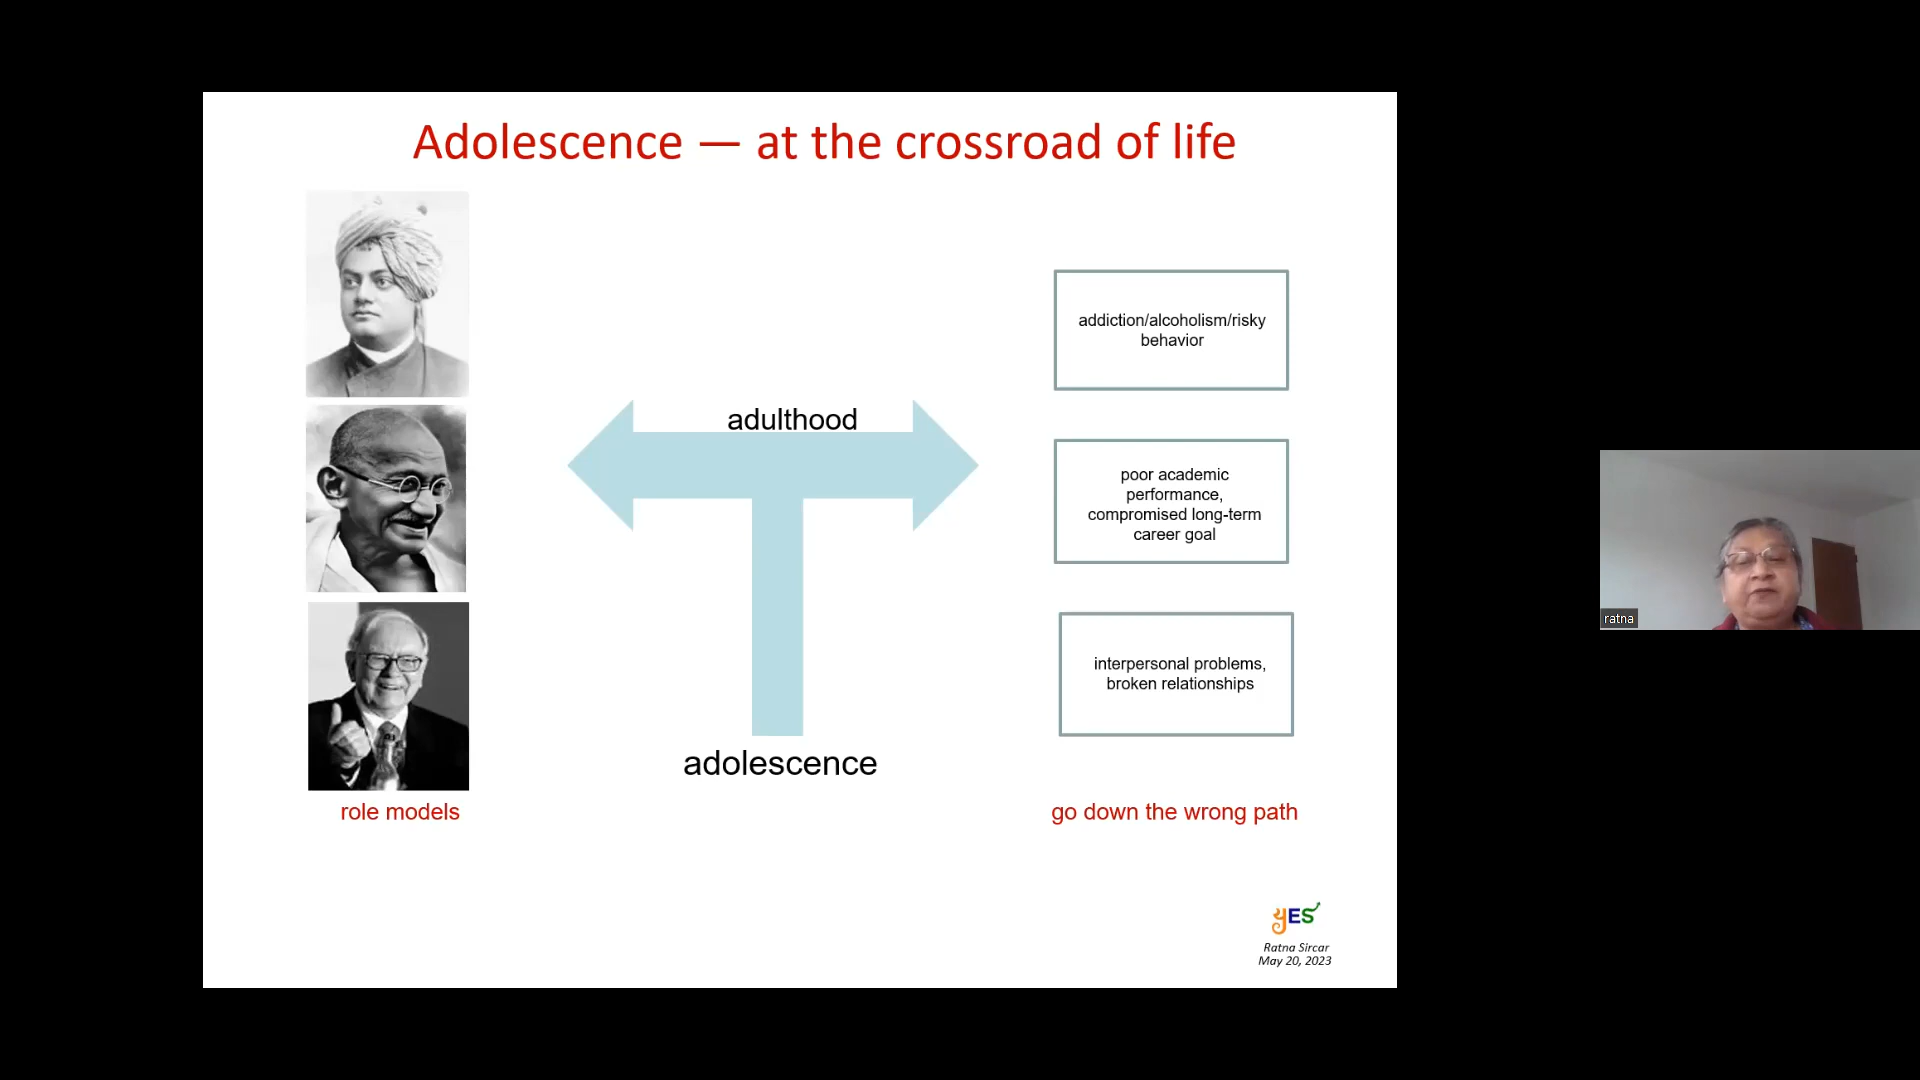 Adolescence — at the crossroad of life
adulthood
adolescence
role models
addiction/alcoholism/risky
behavior
poor academic
performance,
compromised long-term
career goal
interpersonal problems,
broken relationships
go down the wrong path
યES
Ratna Sircar
May 20, 2023
ratna